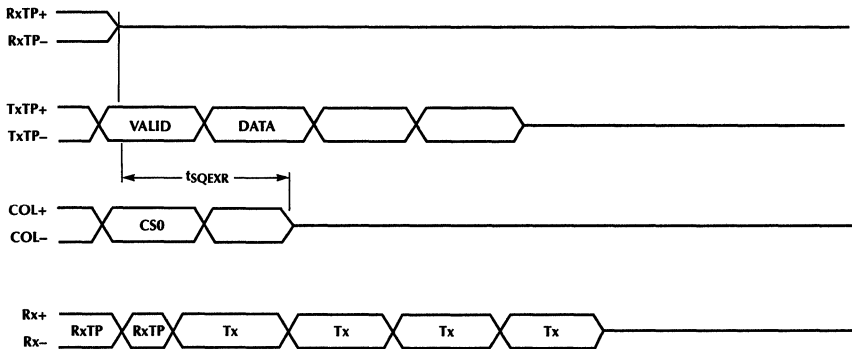 RxTP+
RxTP–
TxTP+
TxTP–
VALID DATA
tSQEXR
COL+
COL–
CS0
Rx+
Rx–
RxTP RxTP Tx Tx Tx Tx